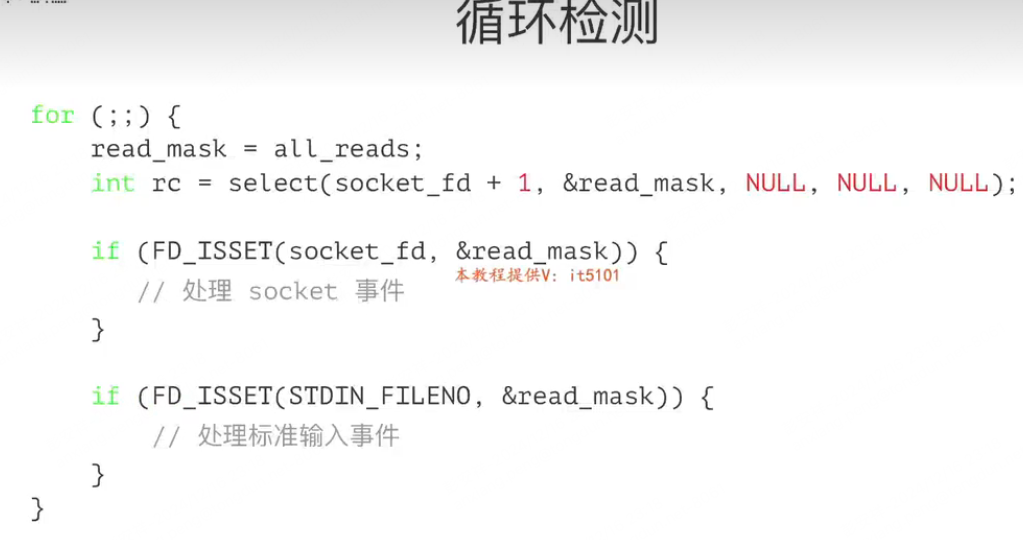 循环检测
for (;;) {
read_mask = all_reads;
int rc = select(socket_fd + 1, &read_mask, NULL, NULL, NULL);
if (FD_ISSET(socket_fd, &read_mask)) {
本教程提供V: it5101
// 处理 socket 事件
}
if (FD_ISSET(STDIN_FILENO, &read_mask)) {
// 处理标准输入事件
}
}